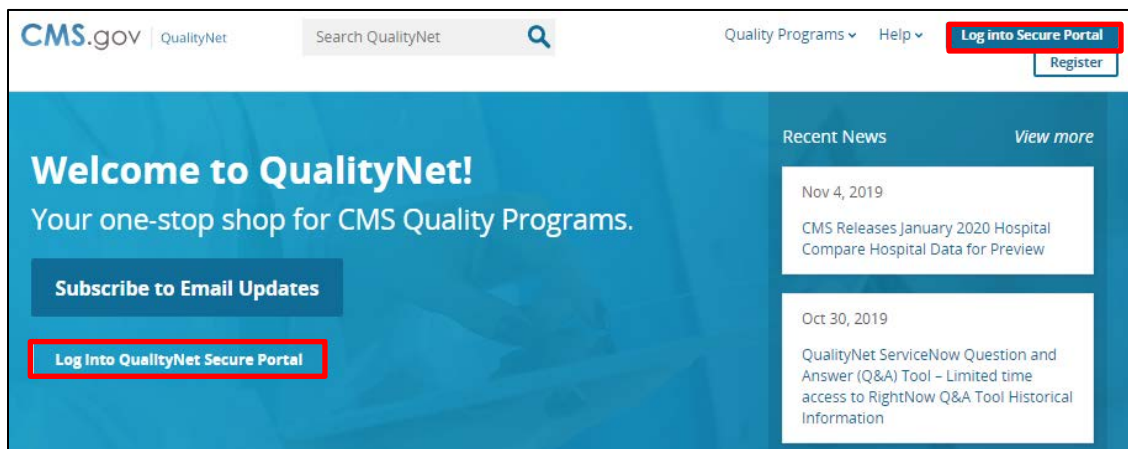 CMS.gov QualityNet
Search QualityNet
Quality Programs Help Log into Secure Portal
Register
Welcome to QualityNet!
Your one-stop shop for CMS Quality Programs.
Subscribe to Email Updates
Log Into QualityNet Secure Portal
Recent News View more
Nov 4, 2019
CMS Releases January 2020 Hospital
Compare Hospital Data for Preview
Oct 30, 2019
QualityNet ServiceNow Question and
Answer (Q&A) Tool – Limited time
access to RightNow Q&A Tool Historical
Information